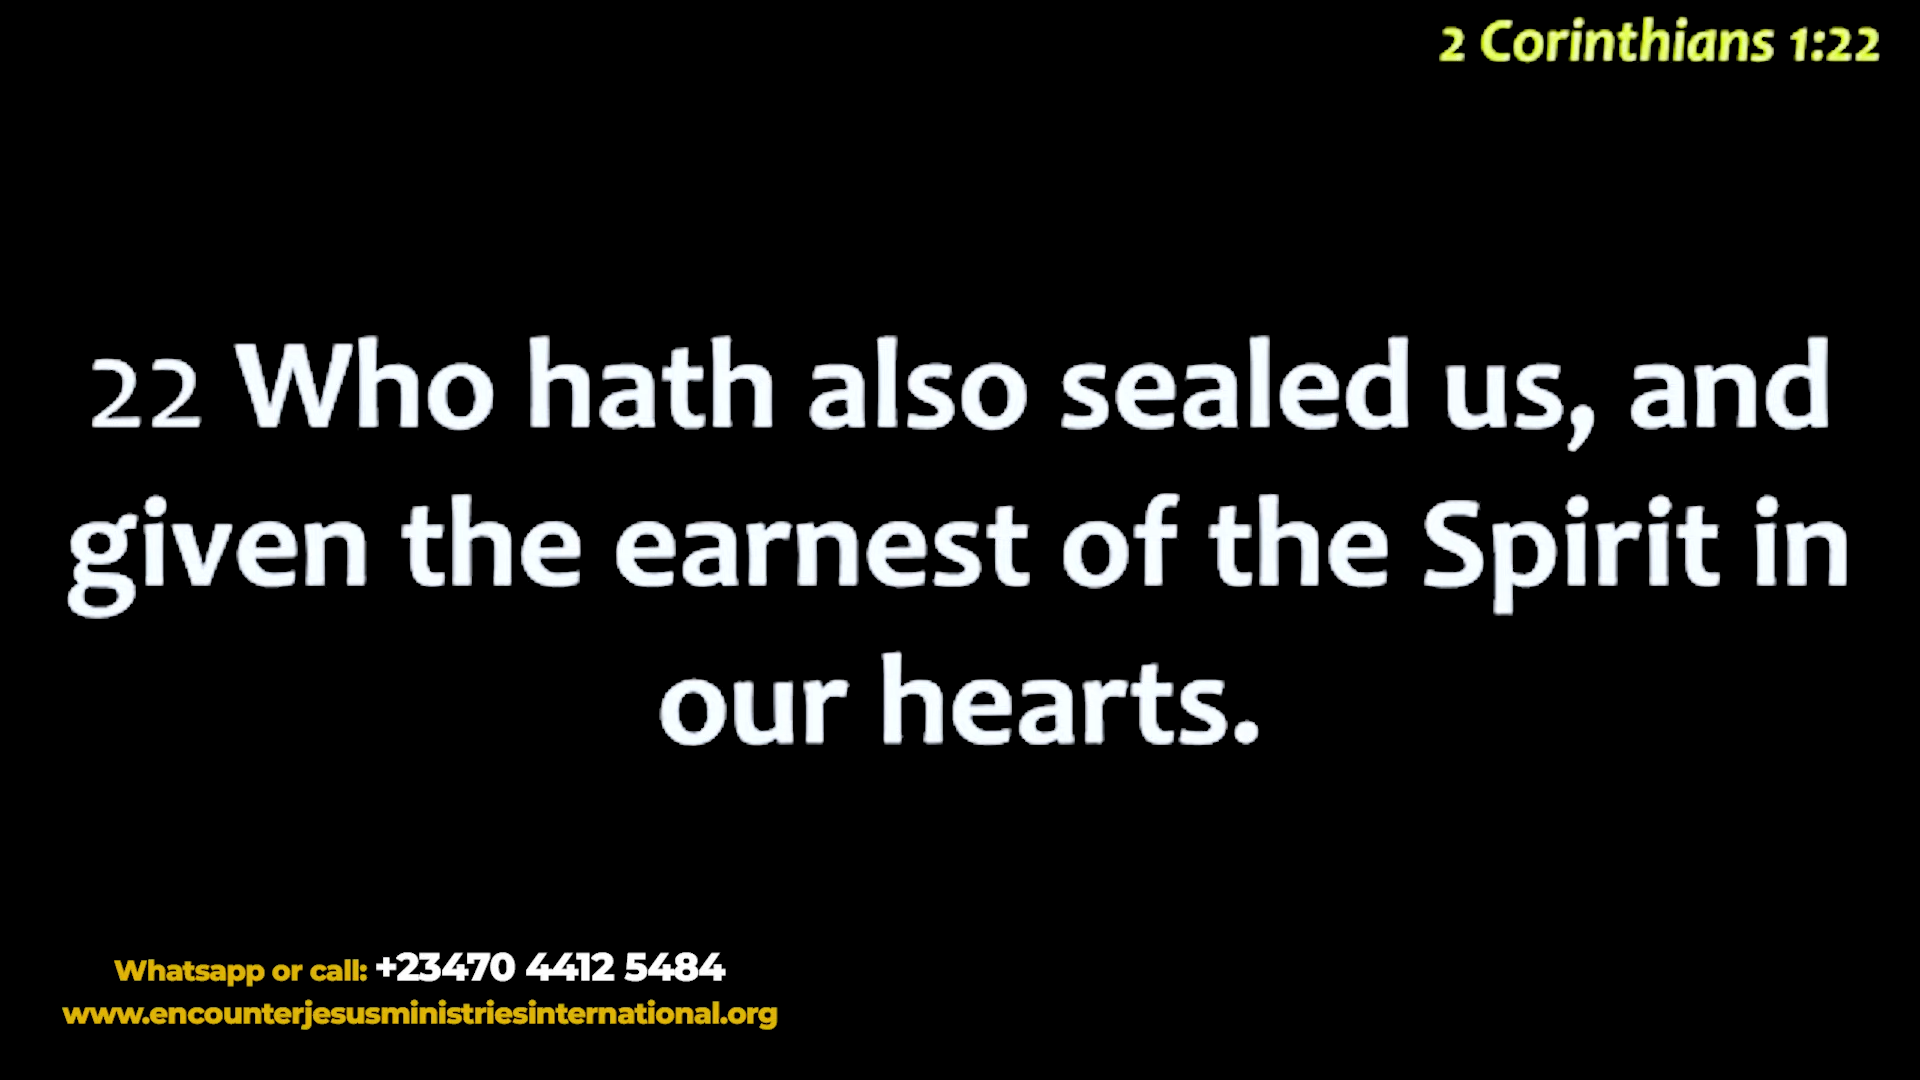 2 Corinthians 1:22
22 Who hath also sealed us, and
given the earnest of the Spirit in
our hearts.
Whatsapp or call: +23470 4412 5484
www.encounterjesusministriesinternational.org